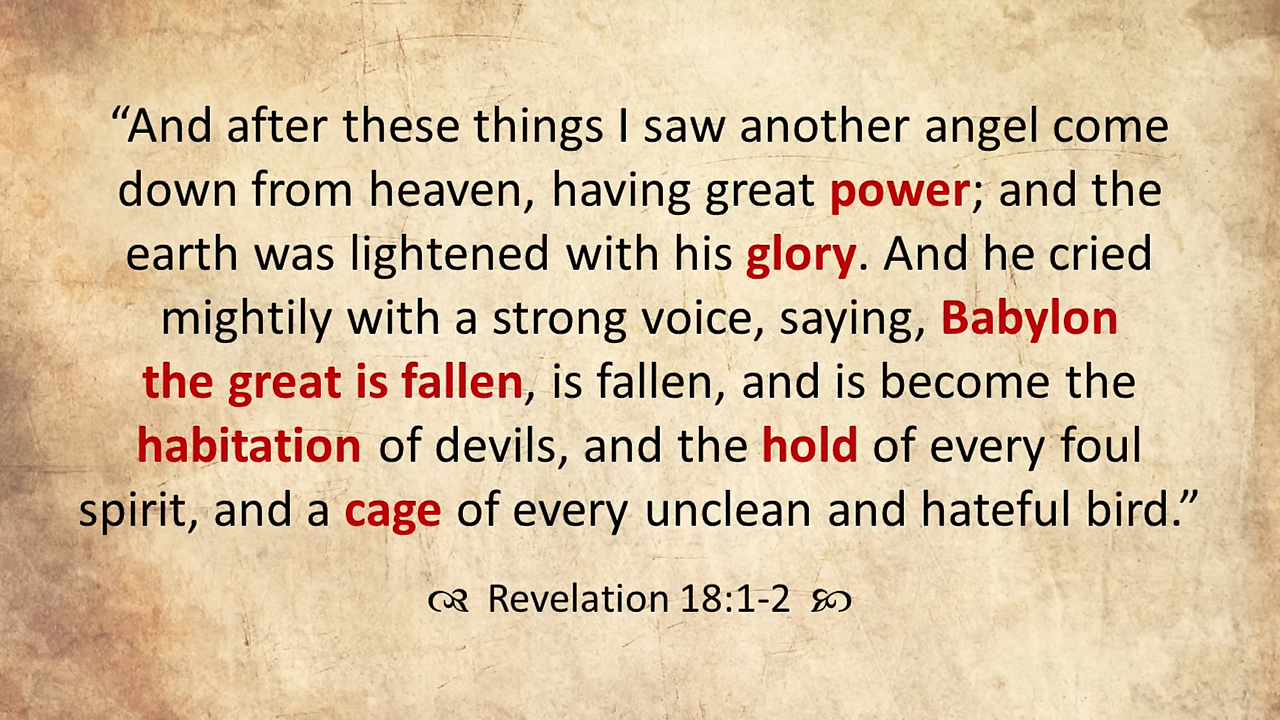 “And after these things I saw another angel come
down from heaven, having great power; and the
earth was lightened with his glory. And he cried
mightily with a strong voice, saying, Babylon
the great is fallen, is fallen, and is become the
habitation of devils, and the hold of every foul
spirit, and a cage of every unclean and hateful bird.”
Revelation 18:1-2